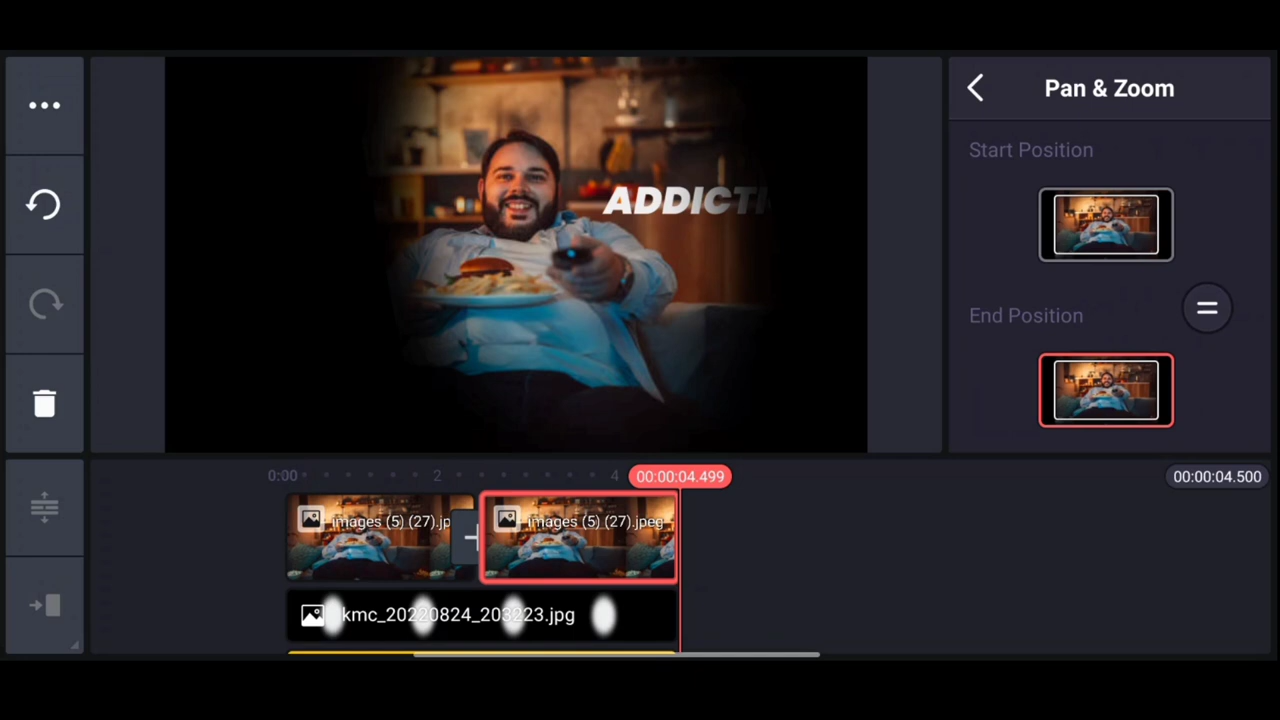 Pan & Zoom
Start Position
ADDICTI
End Position
0:00
2
4
00:00:04.499
00:00:04.500
images (5) (27).jp
images (5) (27).jpeg
kmc_20220824_203223.jpg